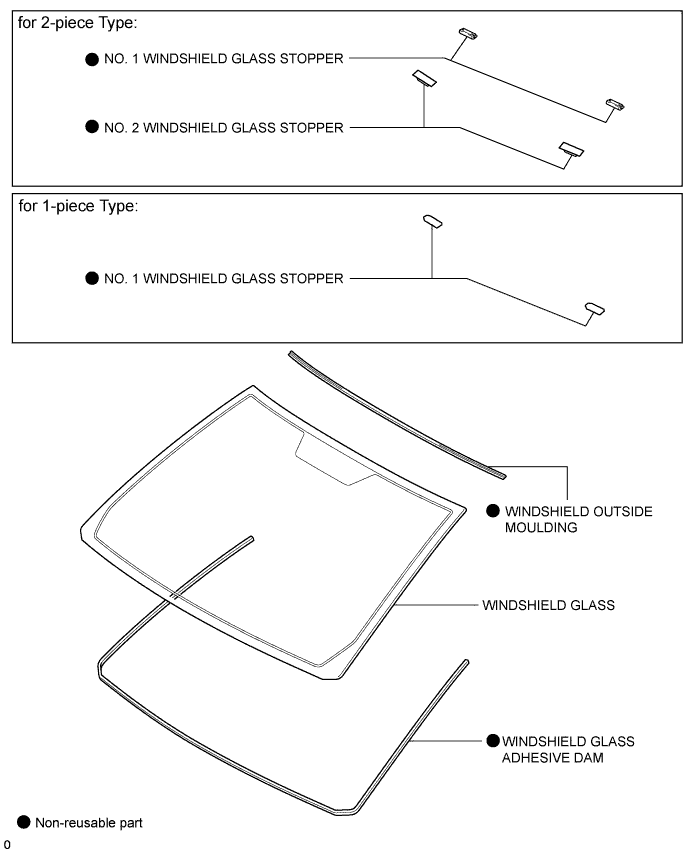 for 2-piece Type:
● NO. 1 WINDSHIELD GLASS STOPPER
● NO. 2 WINDSHIELD GLASS STOPPER
for 1-piece Type:
● NO. 1 WINDSHIELD GLASS STOPPER
● WINDSHIELD OUTSIDE
MOULDING
WINDSHIELD GLASS
● WINDSHIELD GLASS
ADHESIVE DAM
● Non-reusable part
0